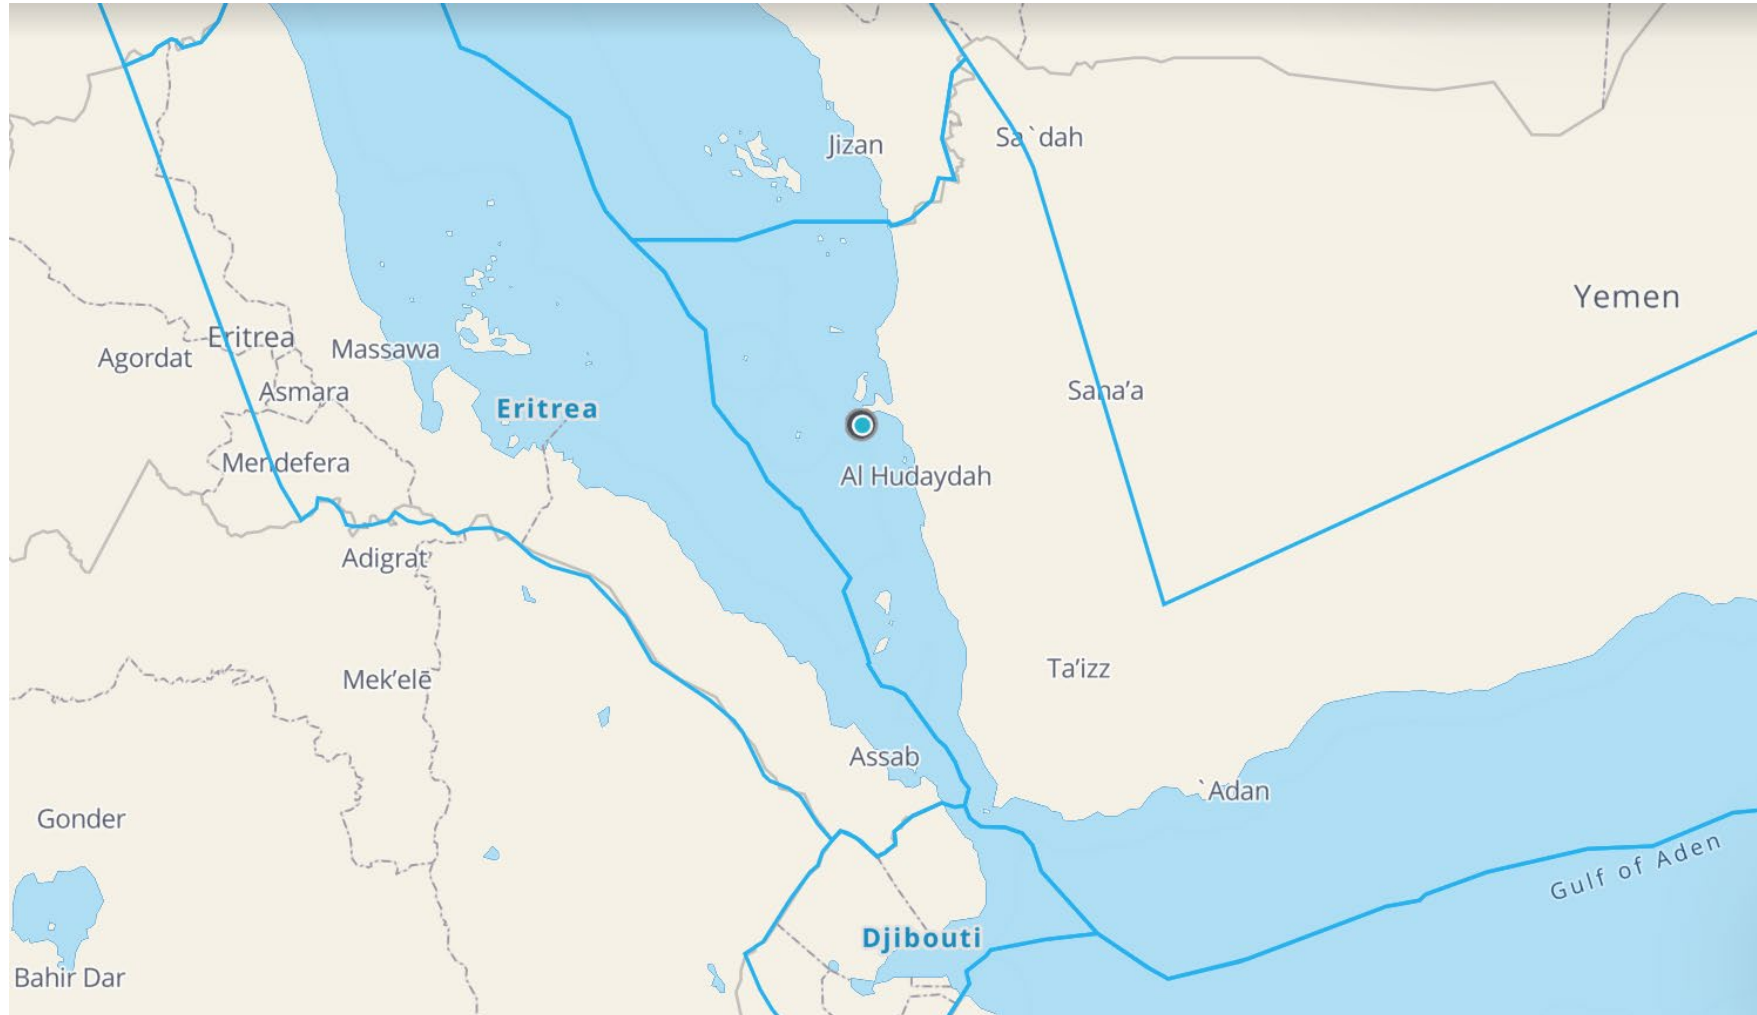 Jizan
Sa`dah
Yemen
Eritrea
Massawa
Agordat
Asmara
Eritrea
Sana’a
Mendefera
Al Hudaydah
Adigrat
Mek’elē
Ta’izz
Assab
`Adan
Gonder
Gulf of Aden
Djibouti
Bahir Dar